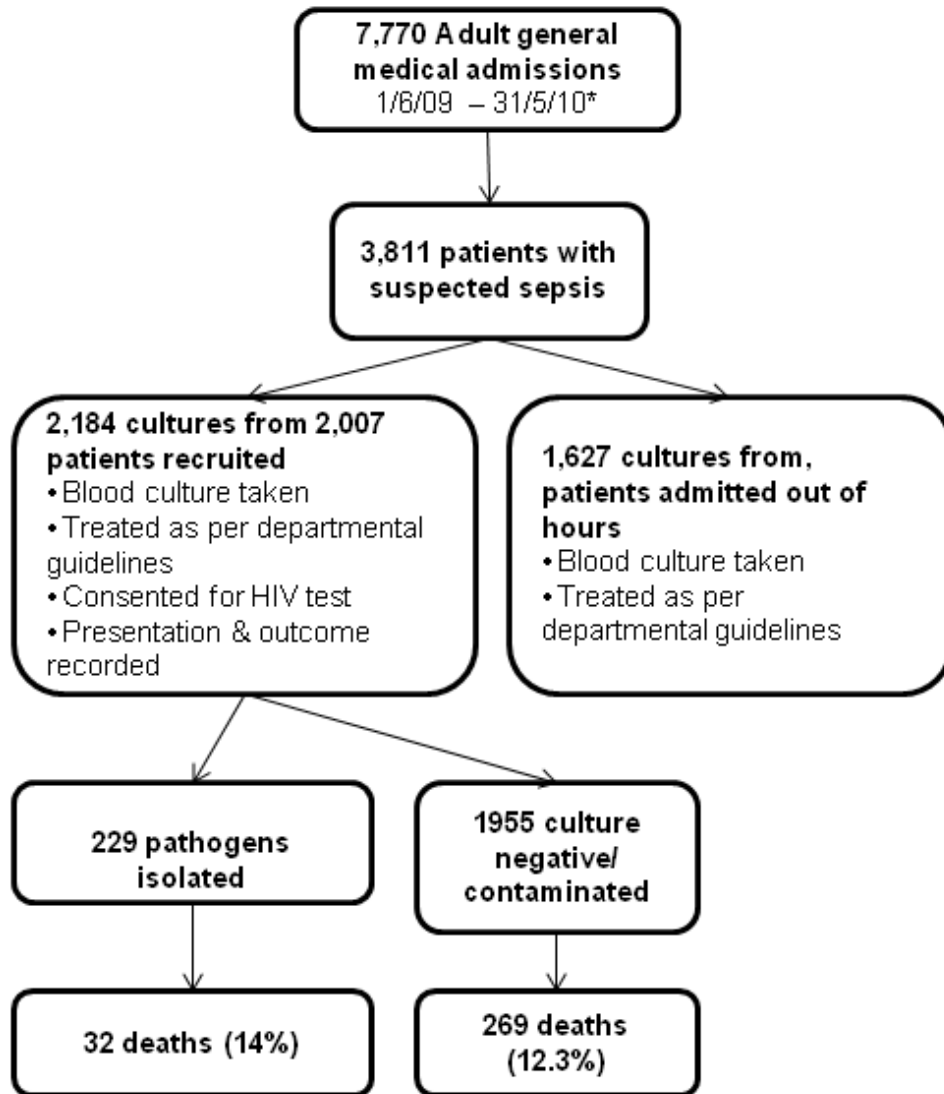 7,770 Adult general
medical admissions
1/6/09 – 31/5/10*
3,811 patients with
suspected sepsis
2,184 cultures from 2,007
patients recruited
• Blood culture taken
• Treated as per departmental
guidelines
• Consented for HIV test
• Presentation & outcome
recorded
1,627 cultures from,
patients admitted out of
hours
• Blood culture taken
• Treated as per
departmental guidelines
229 pathogens
isolated
1955 culture
negative/
contaminated
32 deaths (14%)
269 deaths
(12.3%)